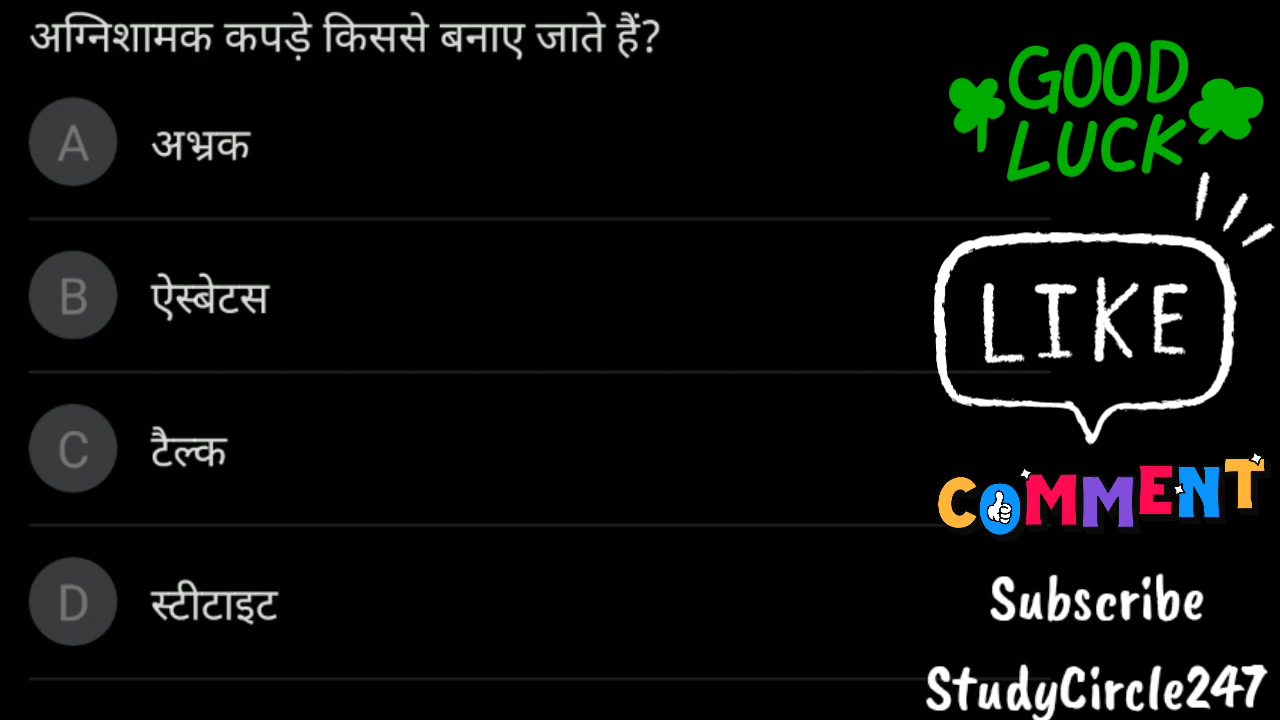 अग्निशामक कपड़े किससे बनाए जाते हैं?
A अभ्रक
B ऐस्बेटस
C टैल्क
D स्टीटाइट
GOOD
LUCK
LIKE
COMMENT
Subscribe
StudyCircle247